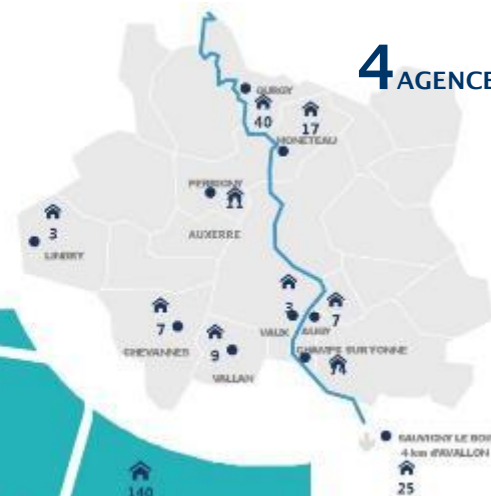 4 AGENCE
GURGY
40
17
MONETEAU
PERRIGNY
11
AUXERRE
3
LINDRY
3
7
7
VAUX
AUGY
9
CHEVANNES
CHAMPS SUR YONNE
VALLAN
SAUVIGNY LE BOI
4 km d'AVALLON
25
140